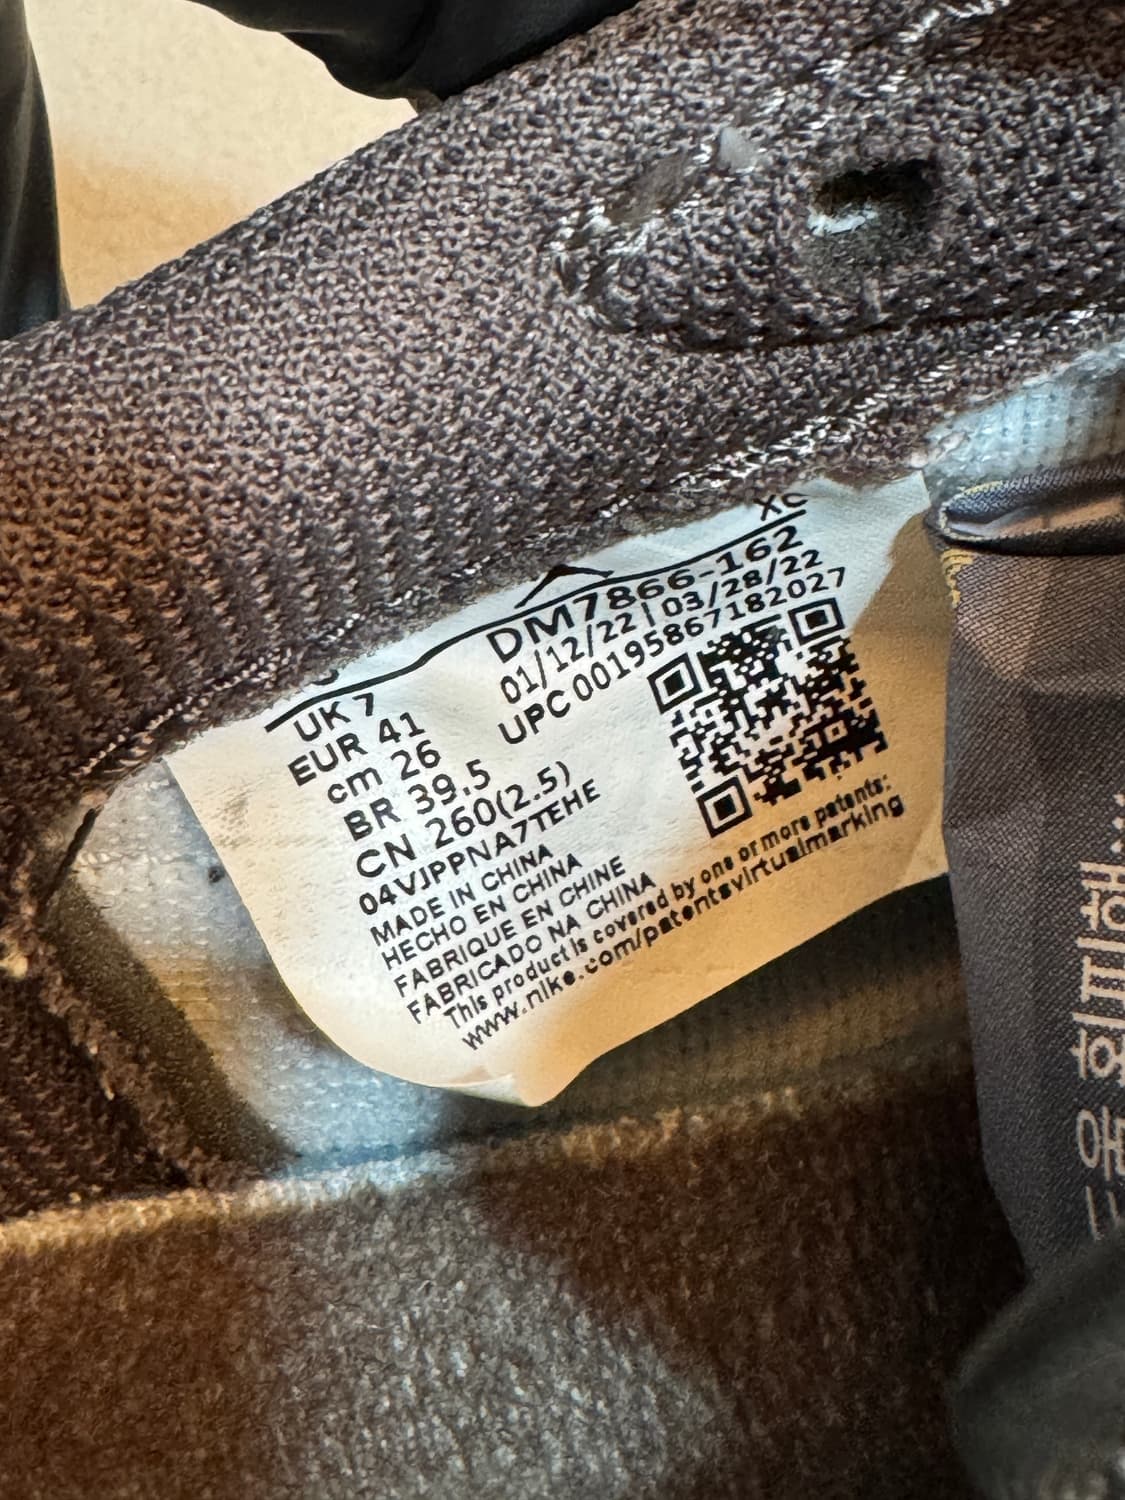 XC
UK 7
EUR 41
cm 26
BR 39.5
CN 260(2.5)
04VJPPNA7TEHE
MADE IN CHINA
HECHO EN CHINA
FABRIQUE EN CHINE
FABRICADO NA CHINA
This product is covered by one or more patents:
www.nike.com/patentsvirtualmarking
DM7866-162
01/12/22|03/28/22
UPC 00195867182027